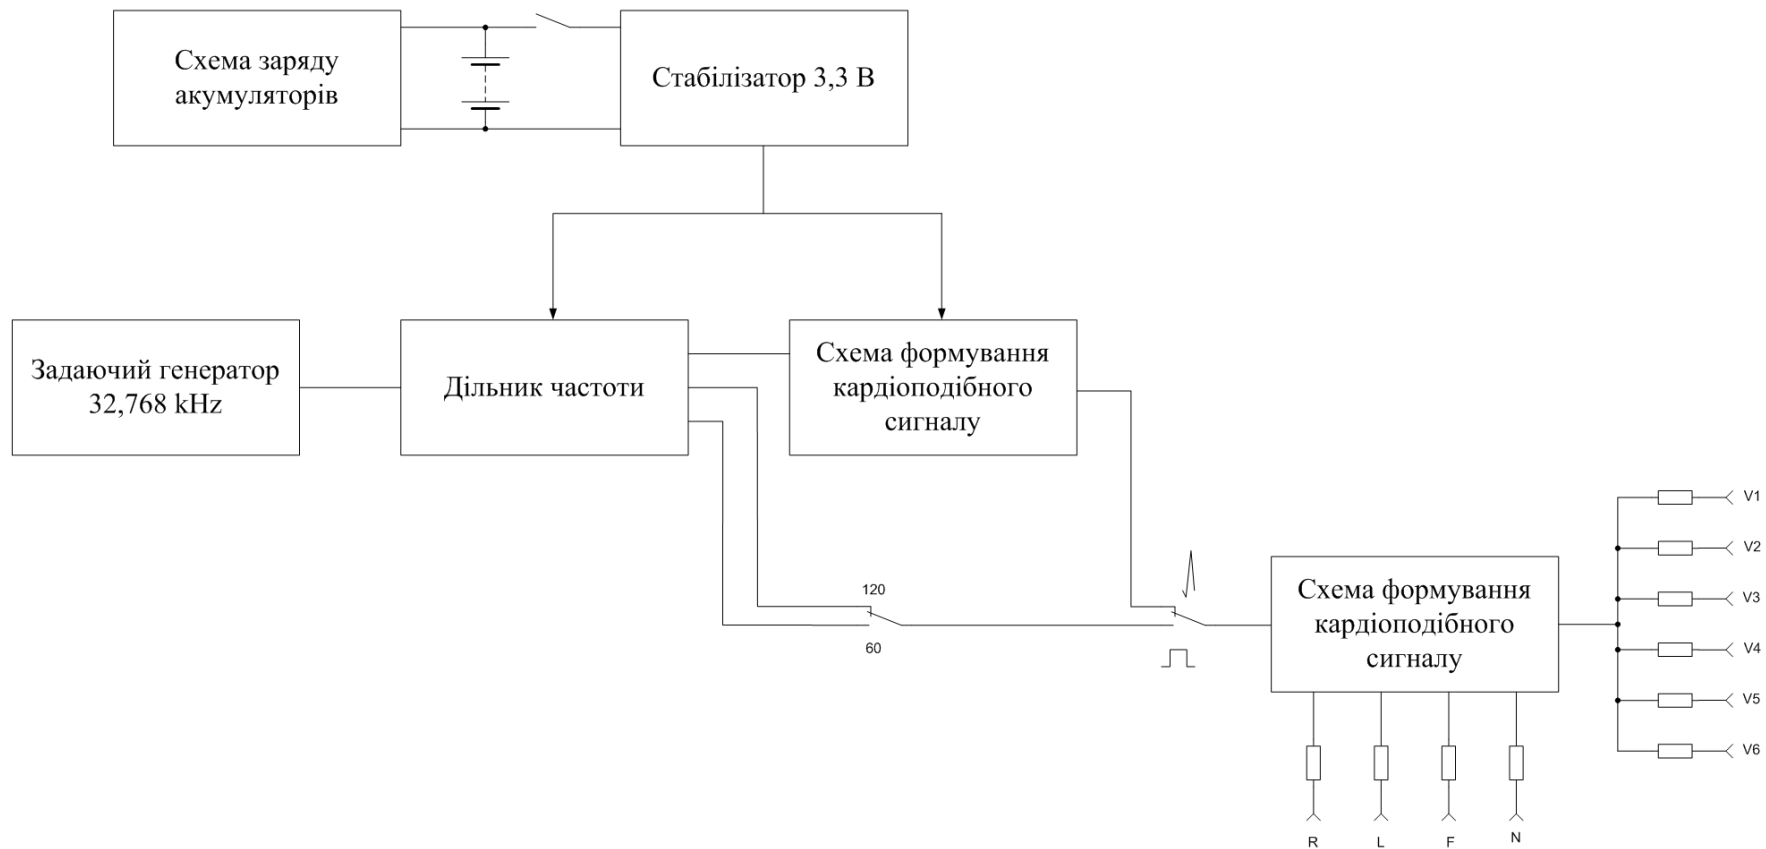 Схема заряду
акумуляторів
Стабілізатор 3,3 В
Задаючий генератор
32,768 kHz
Дільник частоти
Схема формування
кардіоподібного
сигналу
120
60
Схема формування
кардіоподібного
сигналу
V1
V2
V3
V4
V5
V6
R
L
F
N